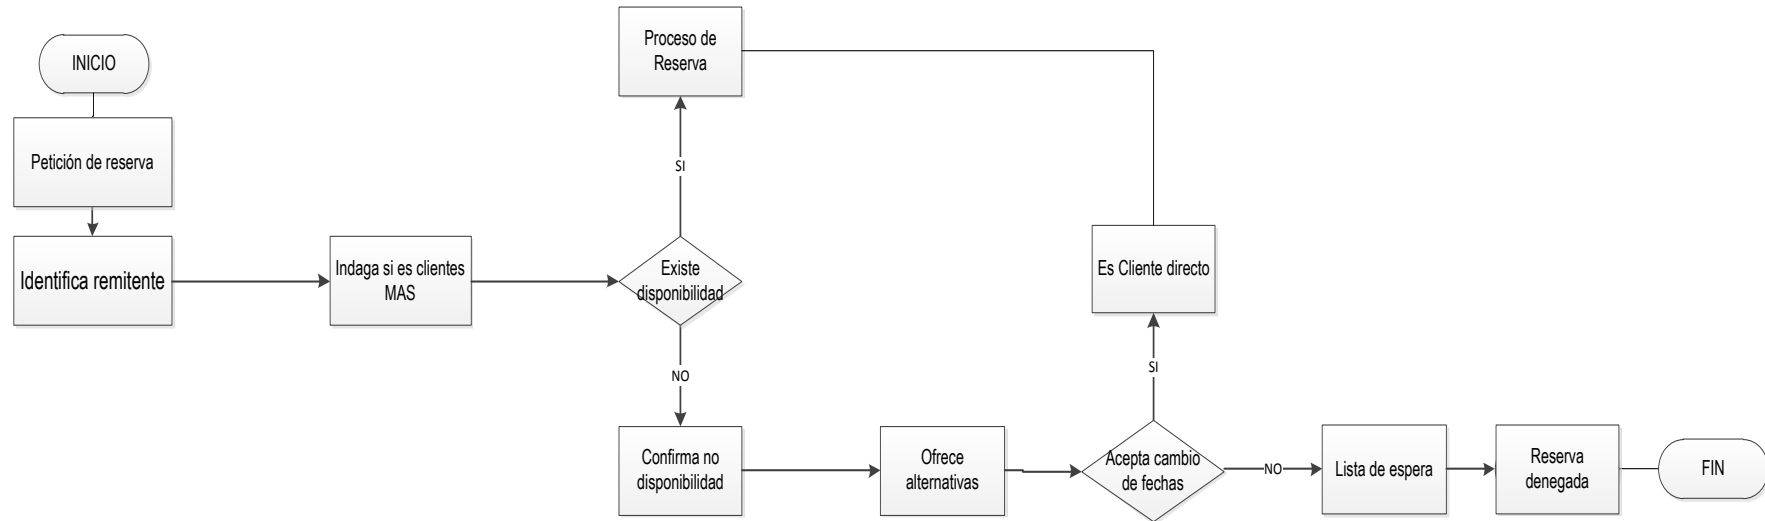 INICIO
Petición de reserva
Identifica remitente
Indaga si es clientes
MAS
Existe
disponibilidad
SI
Proceso de
Reserva
NO
Confirma no
disponibilidad
Ofrece
alternativas
Acepta cambio
de fechas
SI
Es Cliente directo
NO
Lista de espera
Reserva
denegada
FIN